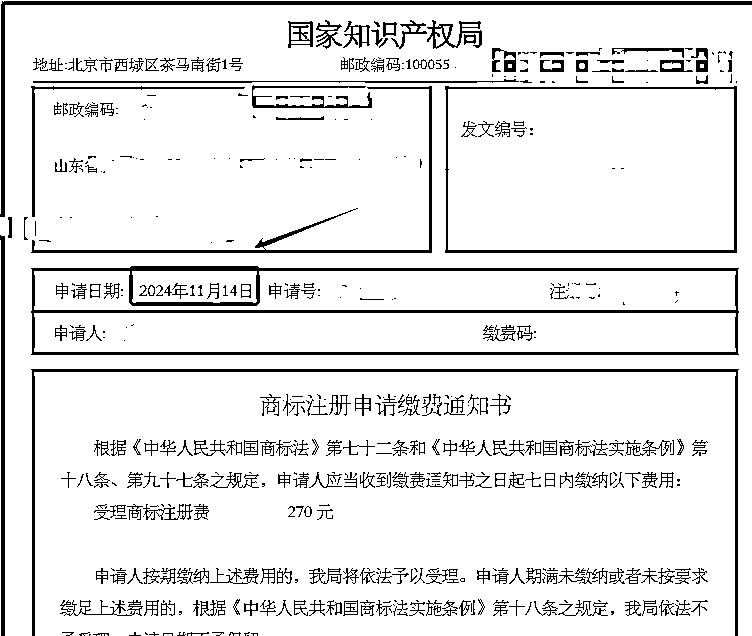 国家知识产权局
地址:北京市西城区茶马南街1号 邮政编码:100055
邮政编码:
发文编号：
山东省
申请日期: 2024年11月14日 申请号:
申请人: 缴费码:
商标注册申请缴费通知书
根据《中华人民共和国商标法》第七十二条和《中华人民共和国商标法实施条例》第
十八条、第九十七条之规定，申请人应当收到缴费通知书之日起七日内缴纳以下费用：
受理商标注册费 270 元
申请人按期缴纳上述费用的，我局将依法予以受理。申请人期满未缴纳或者未按要求
缴足上述费用的，根据《中华人民共和国商标法实施条例》第十八条之规定，我局依法不